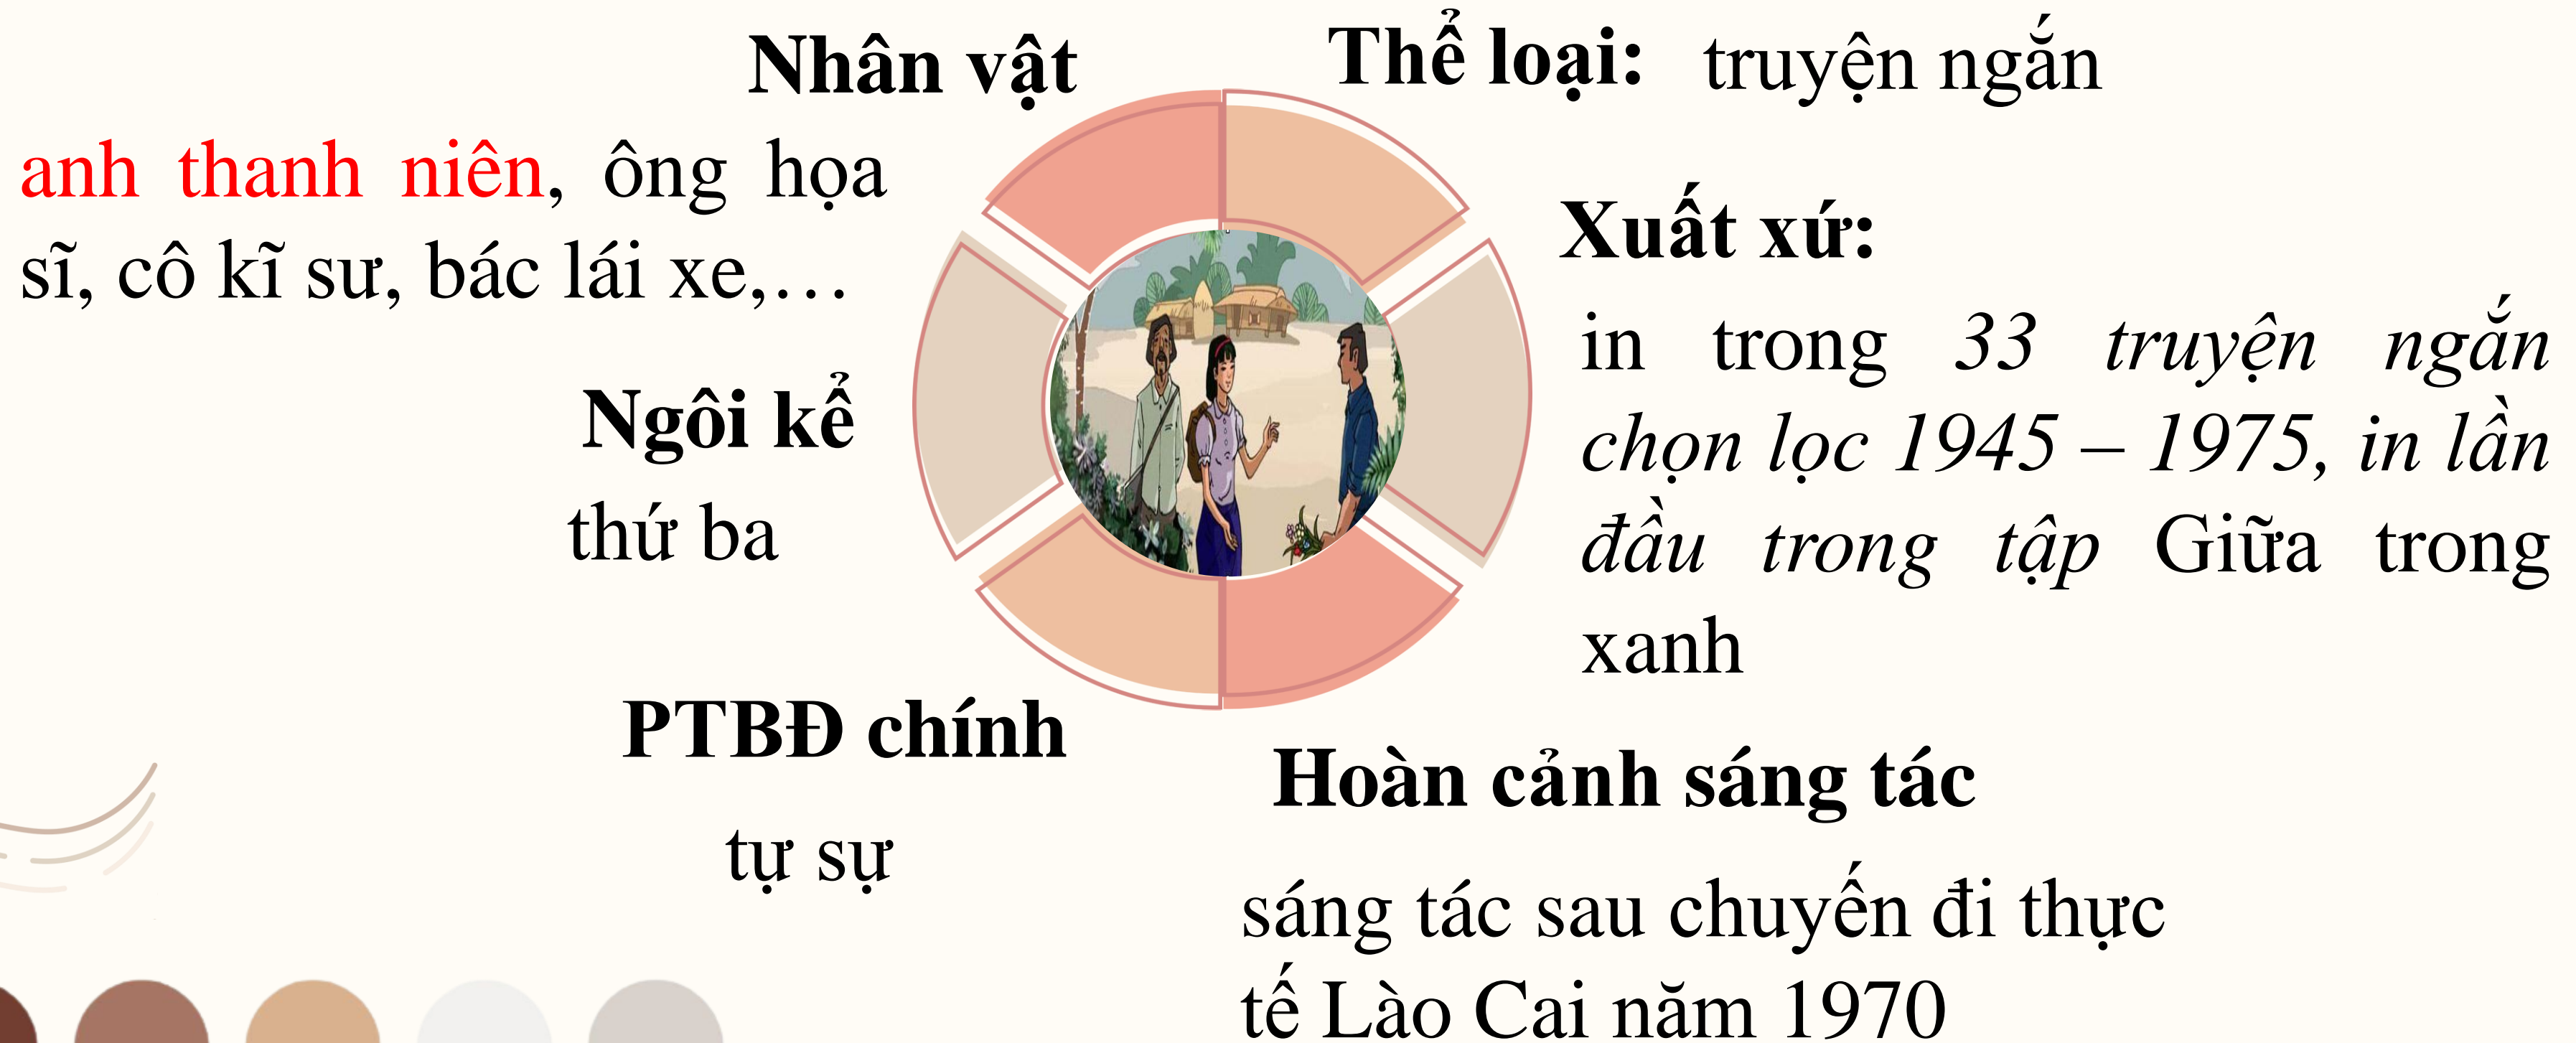 Nhân vật
anh thanh niên, ông họa
sĩ, cô kĩ sư, bác lái xe,…
Ngôi kể
thứ ba
PTBĐ chính
tự sự
Thể loại: truyện ngắn
Xuất xứ:
in trong 33 truyện ngắn
chọn lọc 1945 – 1975, in lần
đầu trong tập Giữa trong
xanh
Hoàn cảnh sáng tác
sáng tác sau chuyến đi thực
tế Lào Cai năm 1970